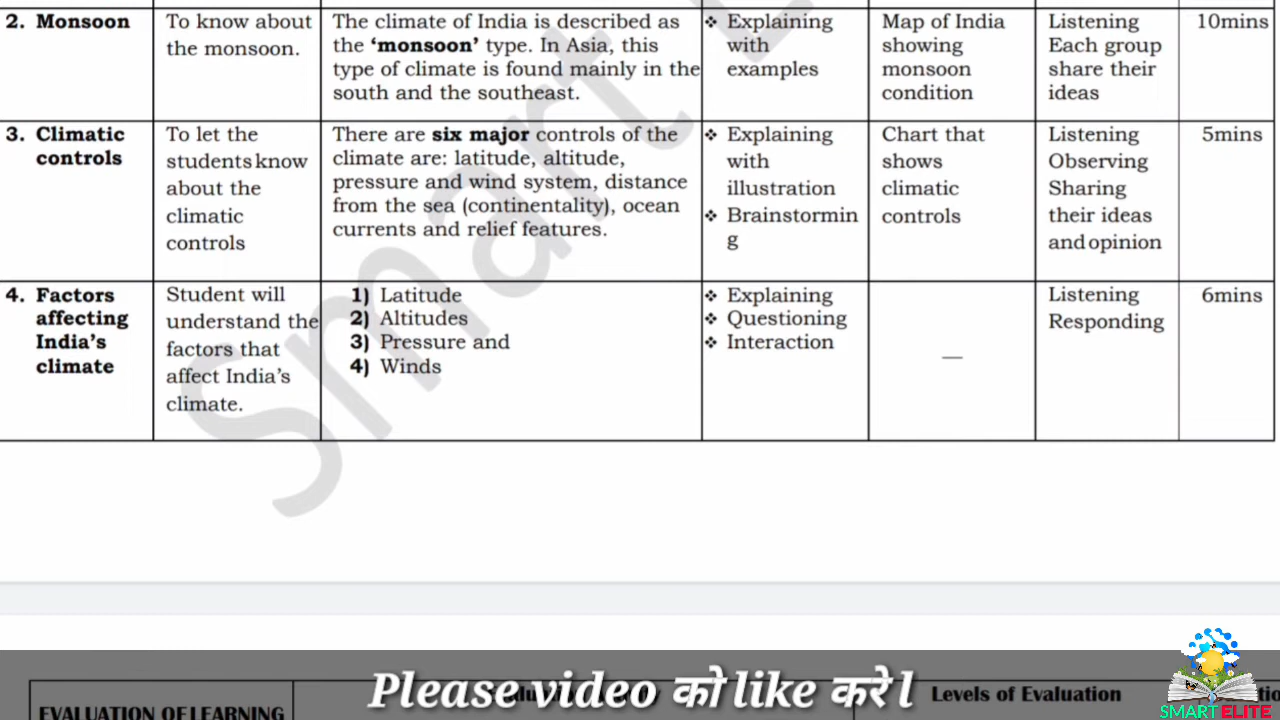 2. Monsoon
To know about
the monsoon.
The climate of India is described as
the ‘monsoon’ type. In Asia, this
type of climate is found mainly in the
south and the southeast.
❖ Explaining
with
examples
Map of India
showing
monsoon
condition
Listening
Each group
share their
ideas
10mins
3. Climatic
controls
To let the
students know
about the
climatic
controls
There are six major controls of the
climate are: latitude, altitude,
pressure and wind system, distance
from the sea (continentality), ocean
currents and relief features.
❖ Explaining
with
illustration
❖ Brainstormin
g
Chart that
shows
climatic
controls
Listening
Observing
Sharing
their ideas
and opinion
5mins
4. Factors
affecting
India’s
climate
Student will
understand the
factors that
affect India’s
climate.
1) Latitude
2) Altitudes
3) Pressure and
4) Winds
❖ Explaining
❖ Questioning
❖ Interaction
—
Listening
Responding
6mins
Smart
EVALUATION OF LEARNING
Levels of Evaluation
Please video को like करे l
SMART ELITE